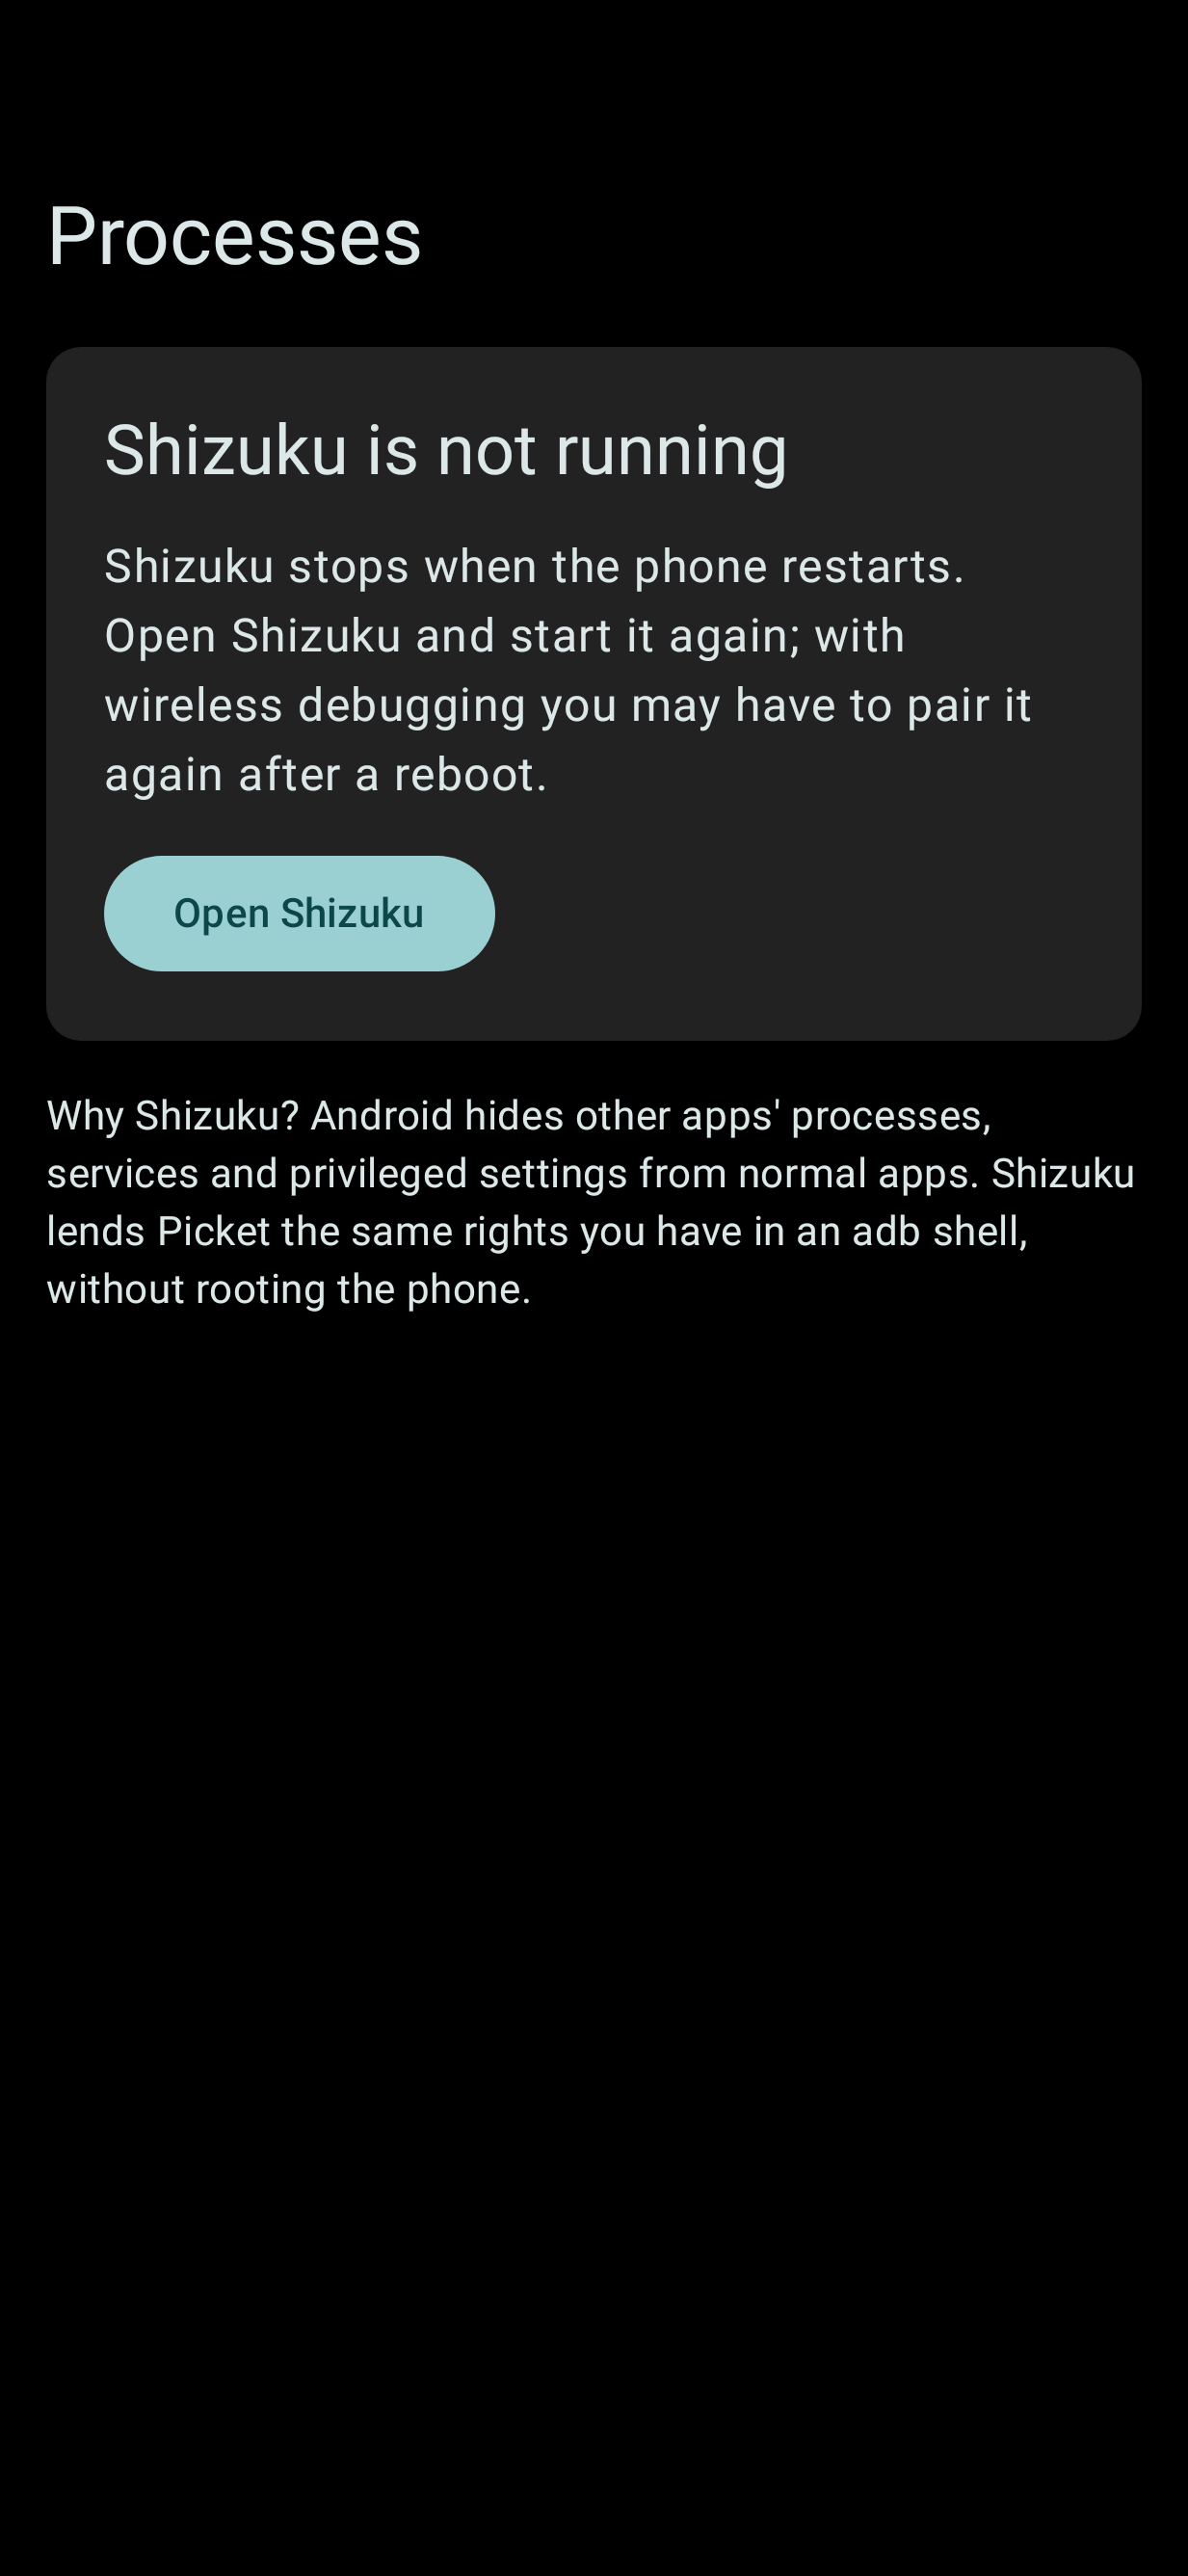 Processes
Shizuku is not running
Shizuku stops when the phone restarts.
Open Shizuku and start it again; with
wireless debugging you may have to pair it
again after a reboot.
Open Shizuku
Why Shizuku? Android hides other apps' processes,
services and privileged settings from normal apps. Shizuku
lends Picket the same rights you have in an adb shell,
without rooting the phone.